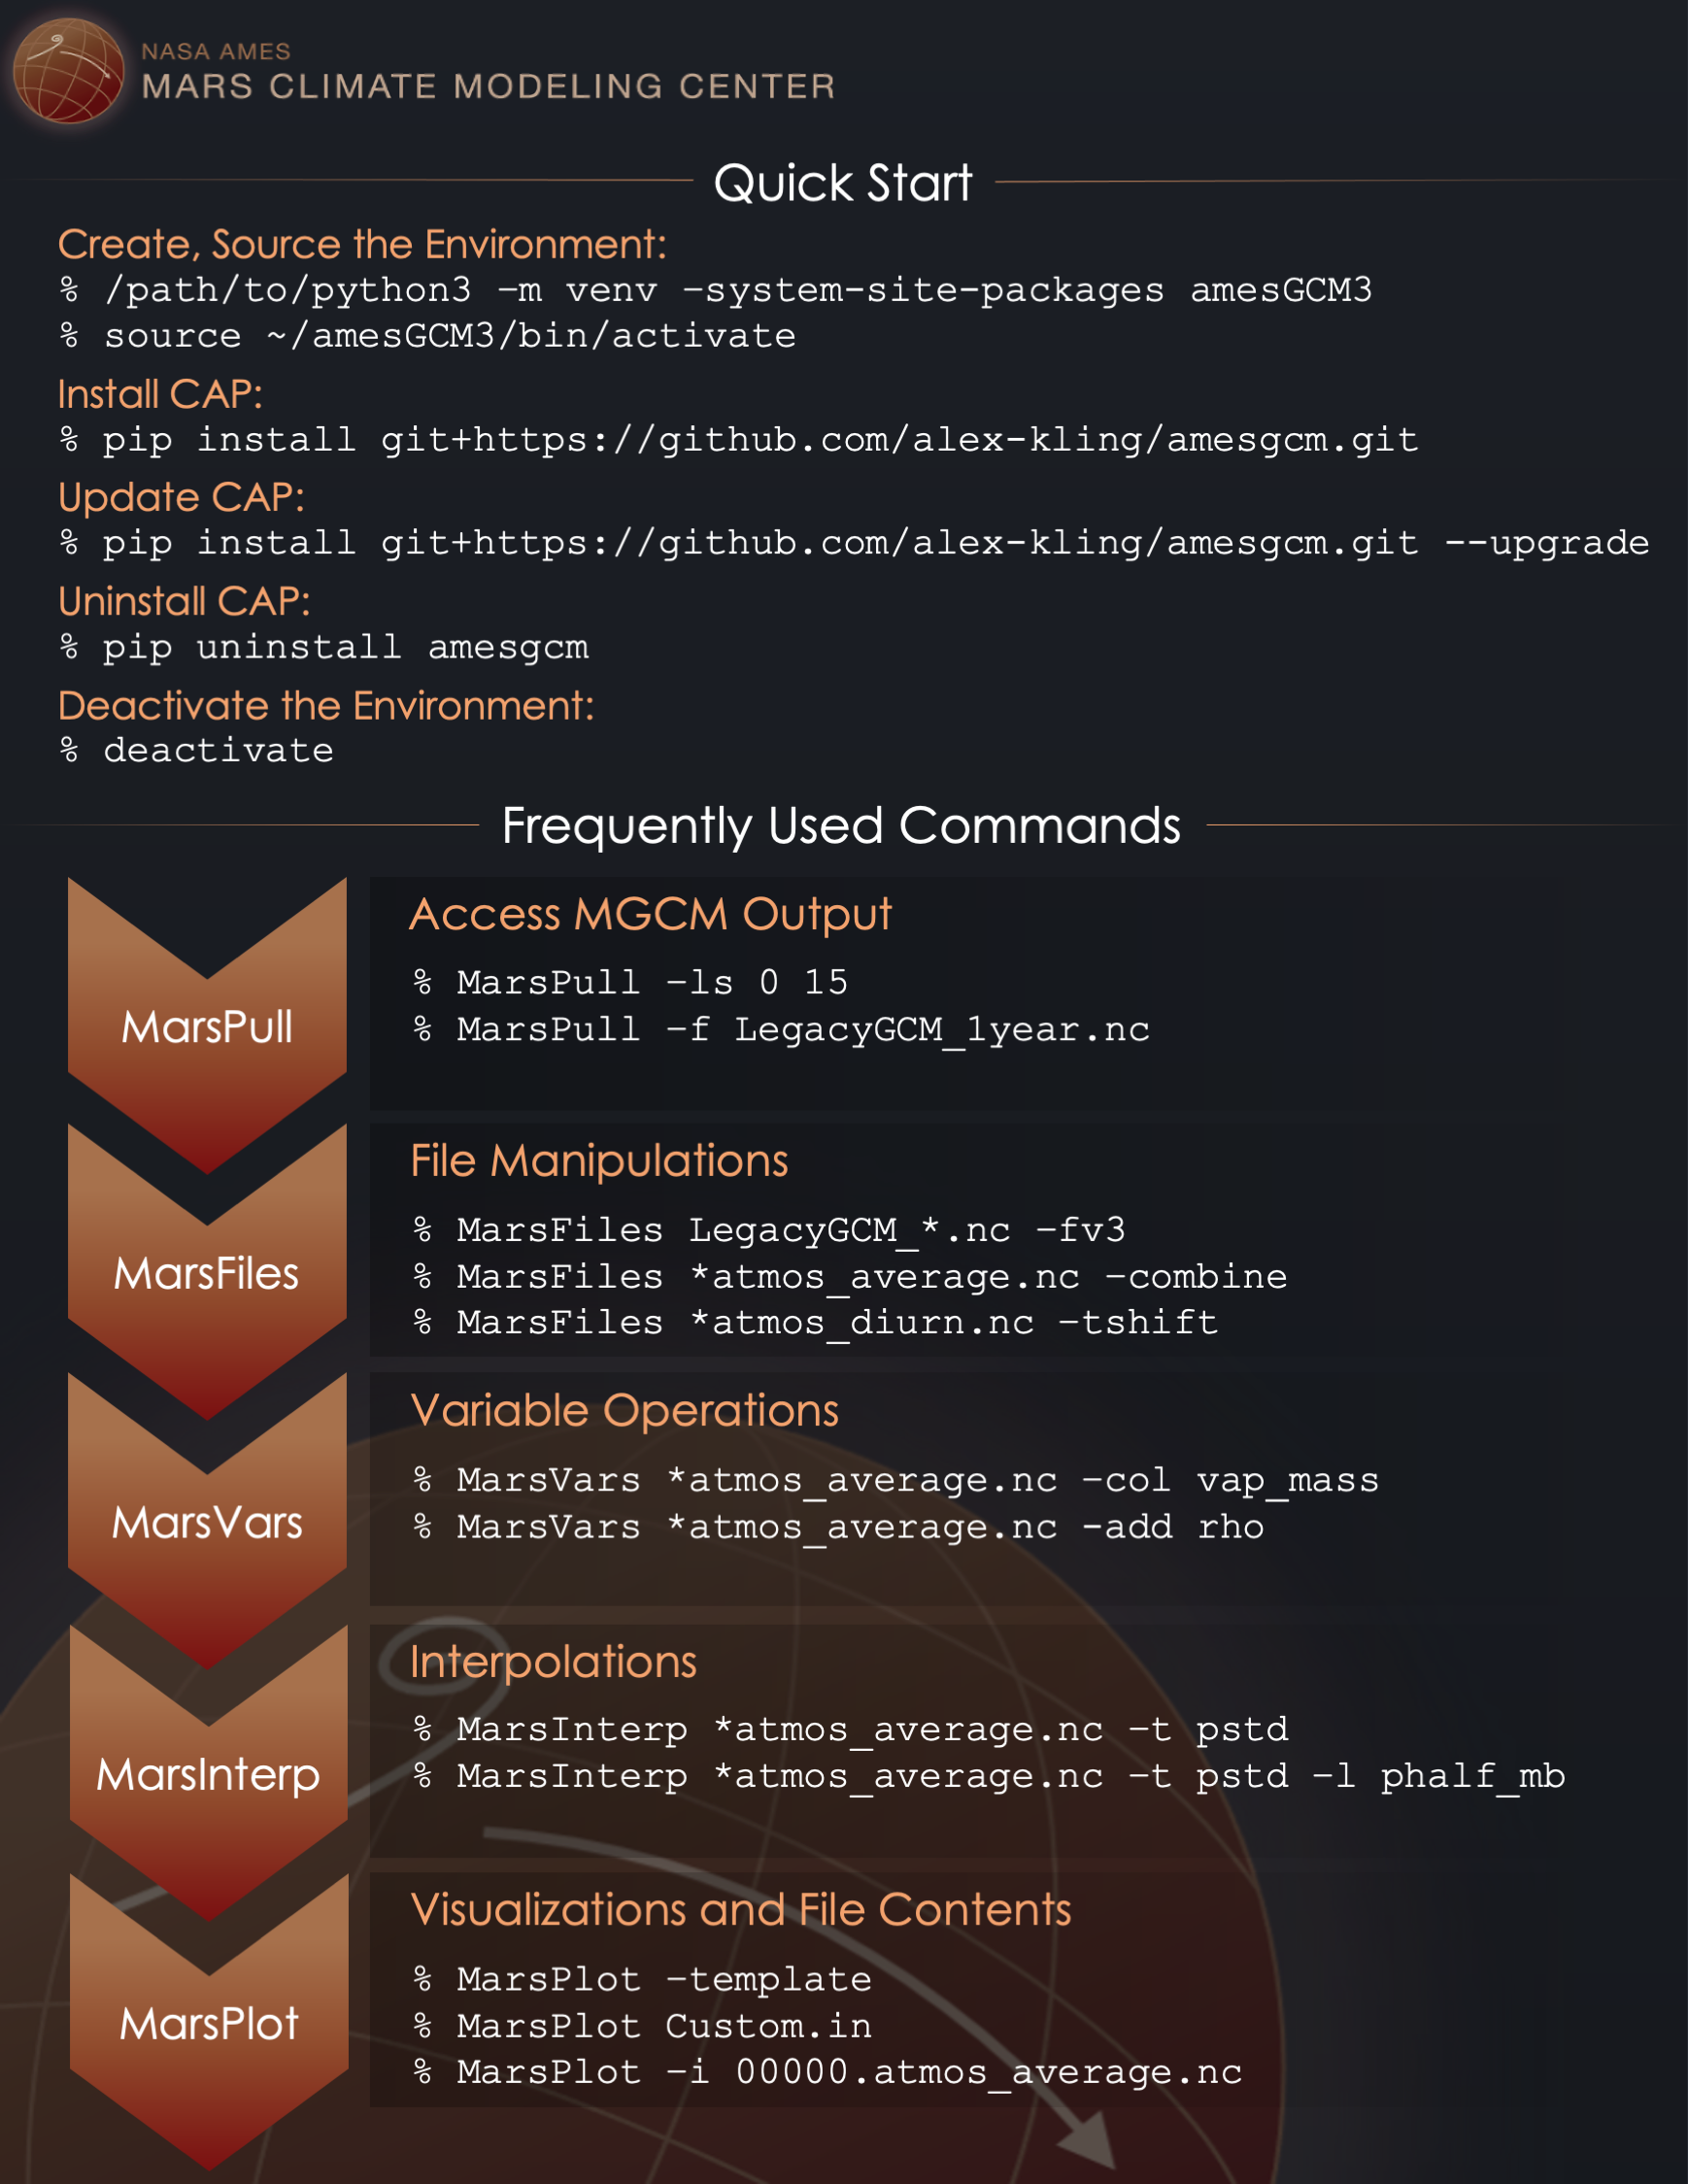 NASA AMES
MARS CLIMATE MODELING CENTER
Quick Start
Create, Source the Environment:
% /path/to/python3 –m venv –system-site-packages amesGCM3
% source ~/amesGCM3/bin/activate
Install CAP:
% pip install git+https://github.com/alex-kling/amesgcm.git
Update CAP:
% pip install git+https://github.com/alex-kling/amesgcm.git --upgrade
Uninstall CAP:
% pip uninstall amesgcm
Deactivate the Environment:
% deactivate
Frequently Used Commands
MarsPull
Access MGCM Output
% MarsPull –ls 0 15
% MarsPull –f LegacyGCM_1year.nc
MarsFiles
File Manipulations
% MarsFiles LegacyGCM_*.nc –fv3
% MarsFiles *atmos_average.nc –combine
% MarsFiles *atmos_diurn.nc –tshift
MarsVars
Variable Operations
% MarsVars *atmos_average.nc –col vap_mass
% MarsVars *atmos_average.nc -add rho
MarsInterp
Interpolations
% MarsInterp *atmos_average.nc –t pstd
% MarsInterp *atmos_average.nc –t pstd –l phalf_mb
MarsPlot
Visualizations and File Contents
% MarsPlot –template
% MarsPlot Custom.in
% MarsPlot –i 00000.atmos_average.nc